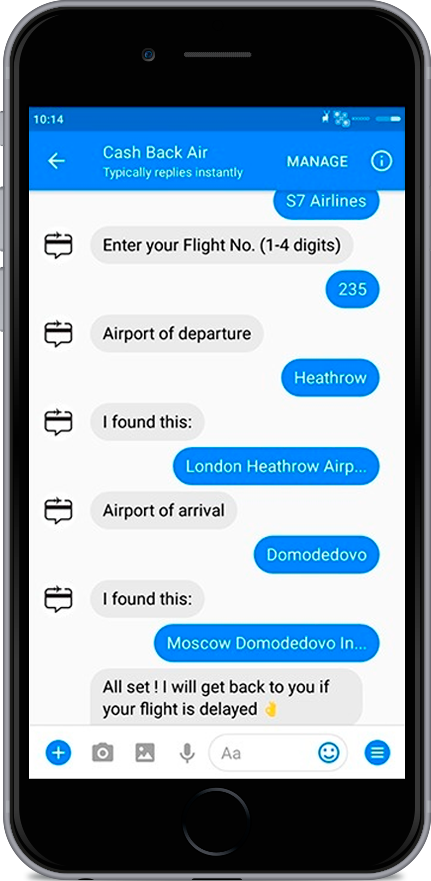 10:14
Cash Back Air
Typically replies instantly
MANAGE
S7 Airlines
Enter your Flight No. (1-4 digits)
235
Airport of departure
Heathrow
I found this:
London Heathrow Airp...
Airport of arrival
Domodedovo
I found this:
Moscow Domodedovo In...
All set ! I will get back to you if
your flight is delayed 👌
Aa